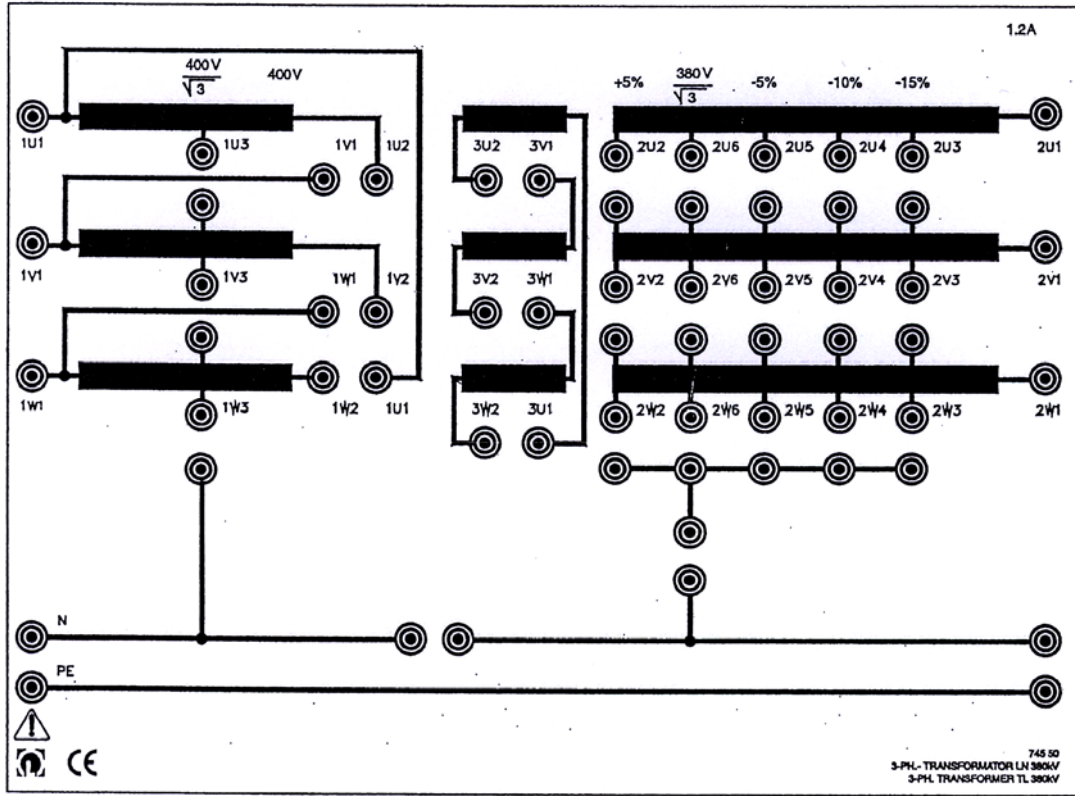 1.2A
400V/√3 400V
+5% 380V/√3 -5% -10% -15%
1U1 1U3 1V1 1U2 3U2 3V1 2U2 2U6 2U5 2U4 2U3 2U1
1V1 1V3 1W1 1V2 3V2 3W1 2V2 2V6 2V5 2V4 2V3 2V1
1W1 1W3 1W2 1U1 3W2 3U1 2W2 2W6 2W5 2W4 2W3 2W1
N
PE
CE
745 50
3-PH.- TRANSFORMATOR LN 380kV
3-PH. TRANSFORMER TL 380kV